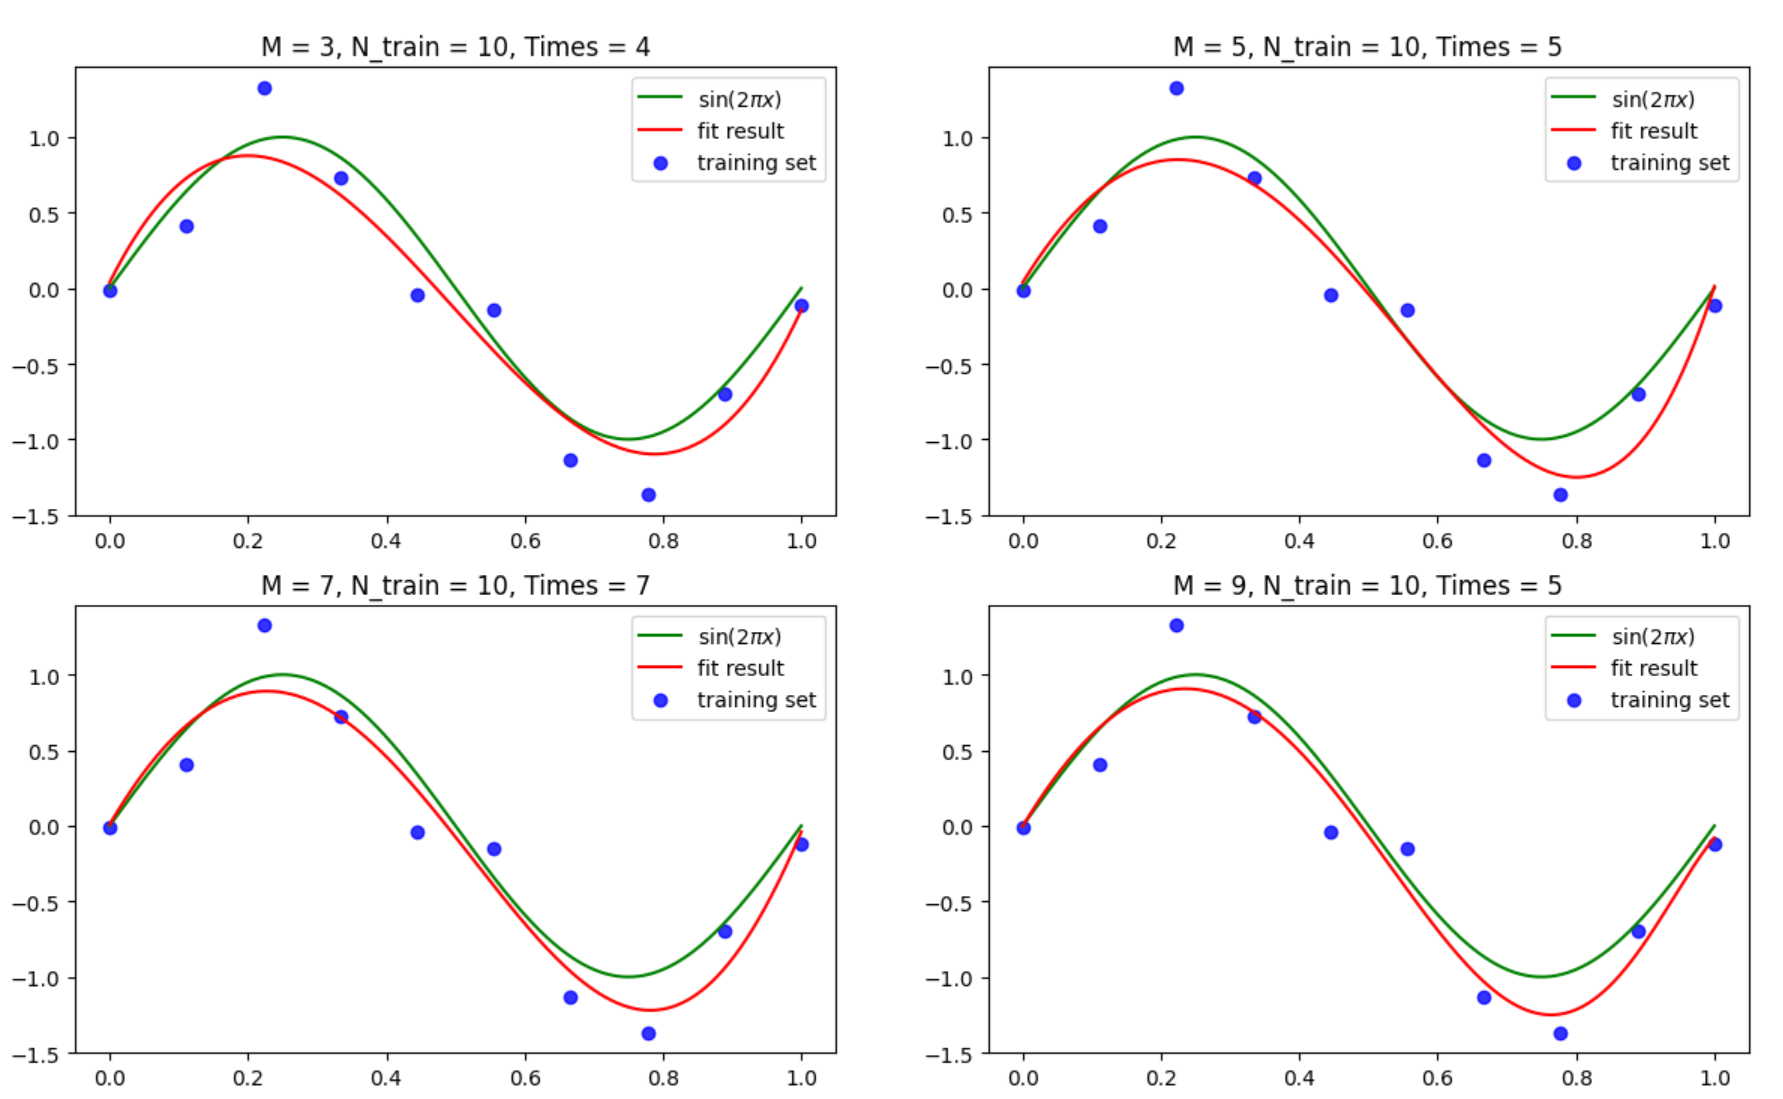 M = 3, N_train = 10, Times = 4
sin(2πx)
fit result
training set
1.0
0.5
0.0
−0.5
−1.0
−1.5
0.0 0.2 0.4 0.6 0.8 1.0
M = 5, N_train = 10, Times = 5
sin(2πx)
fit result
training set
1.0
0.5
0.0
−0.5
−1.0
−1.5
0.0 0.2 0.4 0.6 0.8 1.0
M = 7, N_train = 10, Times = 7
sin(2πx)
fit result
training set
1.0
0.5
0.0
−0.5
−1.0
−1.5
0.0 0.2 0.4 0.6 0.8 1.0
M = 9, N_train = 10, Times = 5
sin(2πx)
fit result
training set
1.0
0.5
0.0
−0.5
−1.0
−1.5
0.0 0.2 0.4 0.6 0.8 1.0